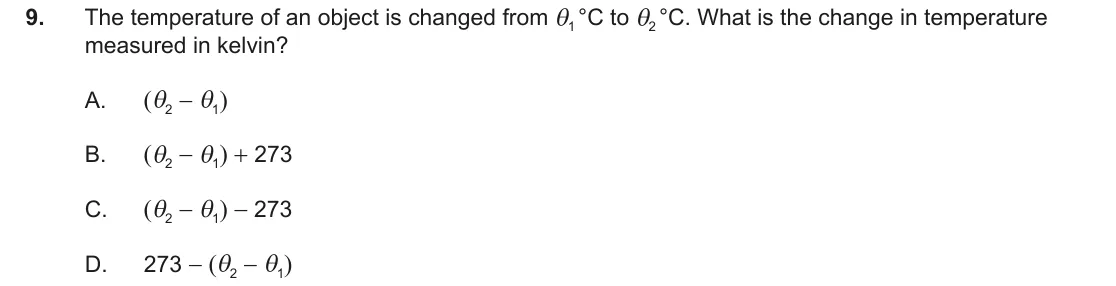 9. The temperature of an object is changed from θ₁°C to θ₂°C. What is the change in temperature
measured in kelvin?
A. (θ₂ – θ₁)
B. (θ₂ – θ₁) + 273
C. (θ₂ – θ₁) – 273
D. 273 – (θ₂ – θ₁)